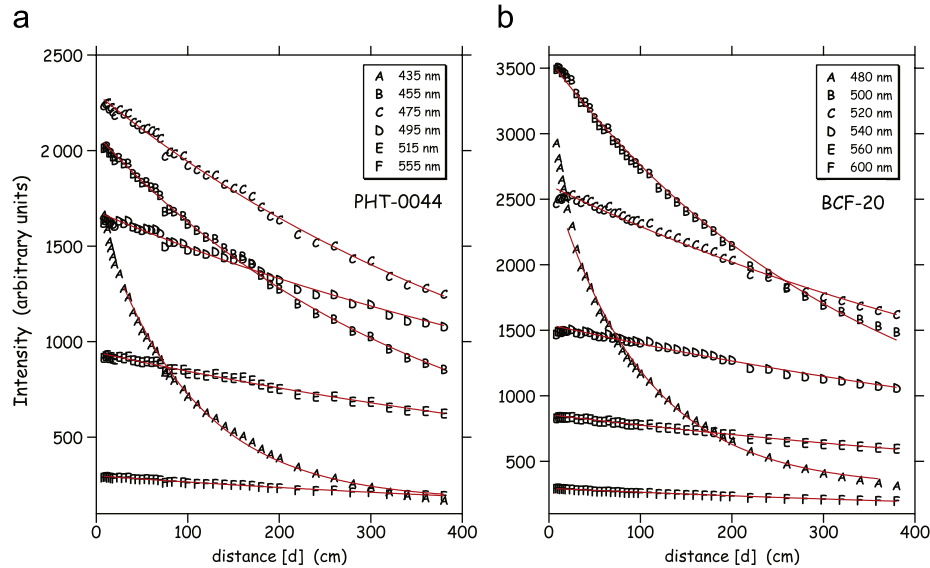 a
2500
2000
1500
1000
500
0
100
200
300
400
Intensity (arbitrary units)
distance [d] (cm)
A 435 nm
B 455 nm
C 475 nm
D 495 nm
E 515 nm
F 555 nm
PHT-0044
b
3500
3000
2500
2000
1500
1000
500
0
100
200
300
400
distance [d] (cm)
A 480 nm
B 500 nm
C 520 nm
D 540 nm
E 560 nm
F 600 nm
BCF-20